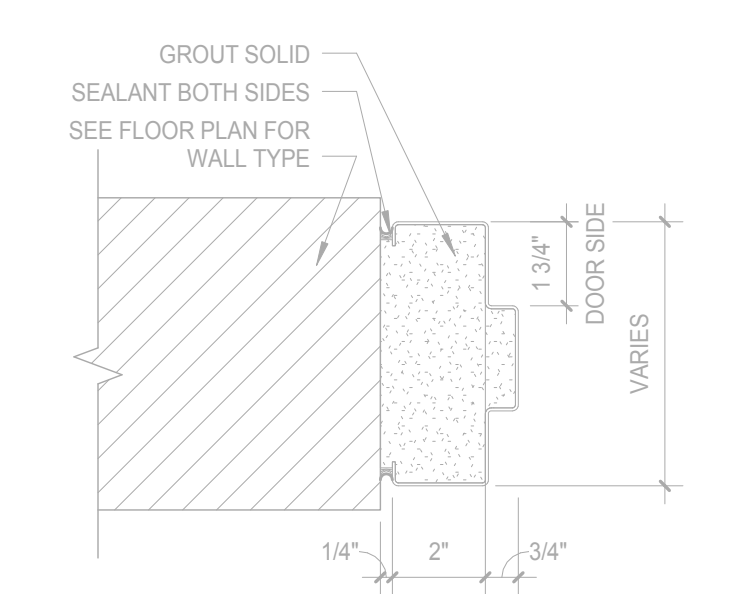 GROUT SOLID
SEALANT BOTH SIDES
SEE FLOOR PLAN FOR
WALL TYPE
1 3/4"
DOOR SIDE
VARIES
1/4"
2"
3/4"